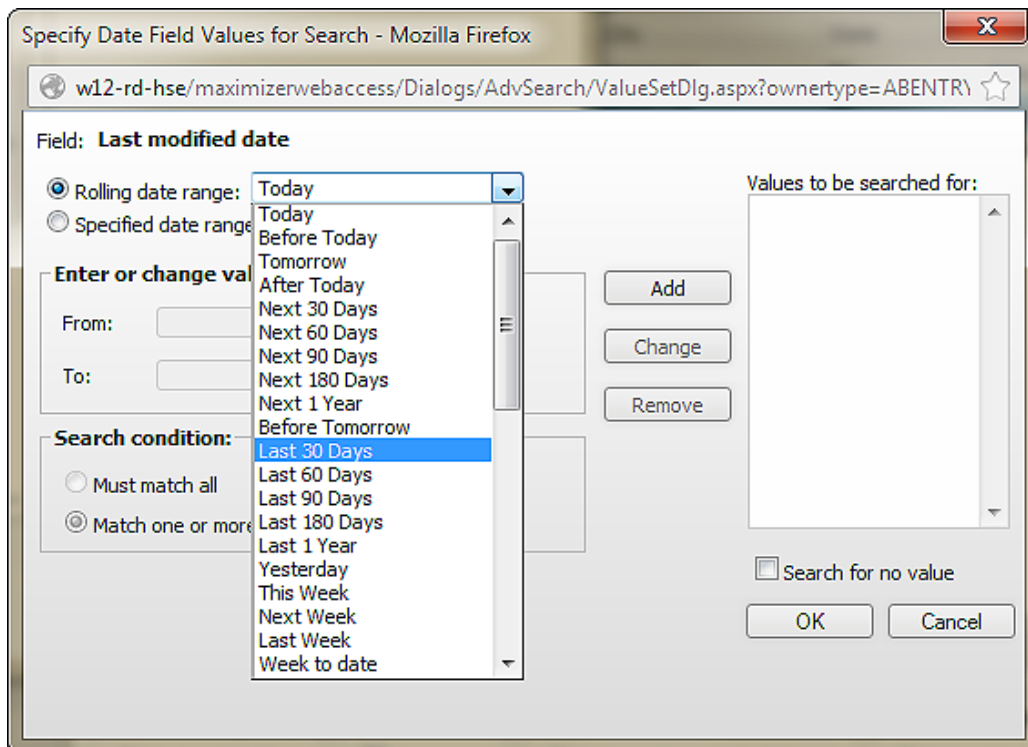 Specify Date Field Values for Search - Mozilla Firefox
w12-rd-hse/maximizerwebaccess/Dialogs/AdvSearch/ValueSetDlg.aspx?ownertype=ABENTRY
Field: Last modified date
Rolling date range: Today
Values to be searched for:
Specified date range
Today
Before Today
Tomorrow
After Today
Next 30 Days
Next 60 Days
Next 90 Days
Next 180 Days
Next 1 Year
Before Tomorrow
Last 30 Days
Last 60 Days
Last 90 Days
Last 180 Days
Last 1 Year
Yesterday
This Week
Next Week
Last Week
Week to date
Enter or change val
From:
To:
Add
Change
Remove
Search condition:
Must match all
Match one or more
Search for no value
OK Cancel